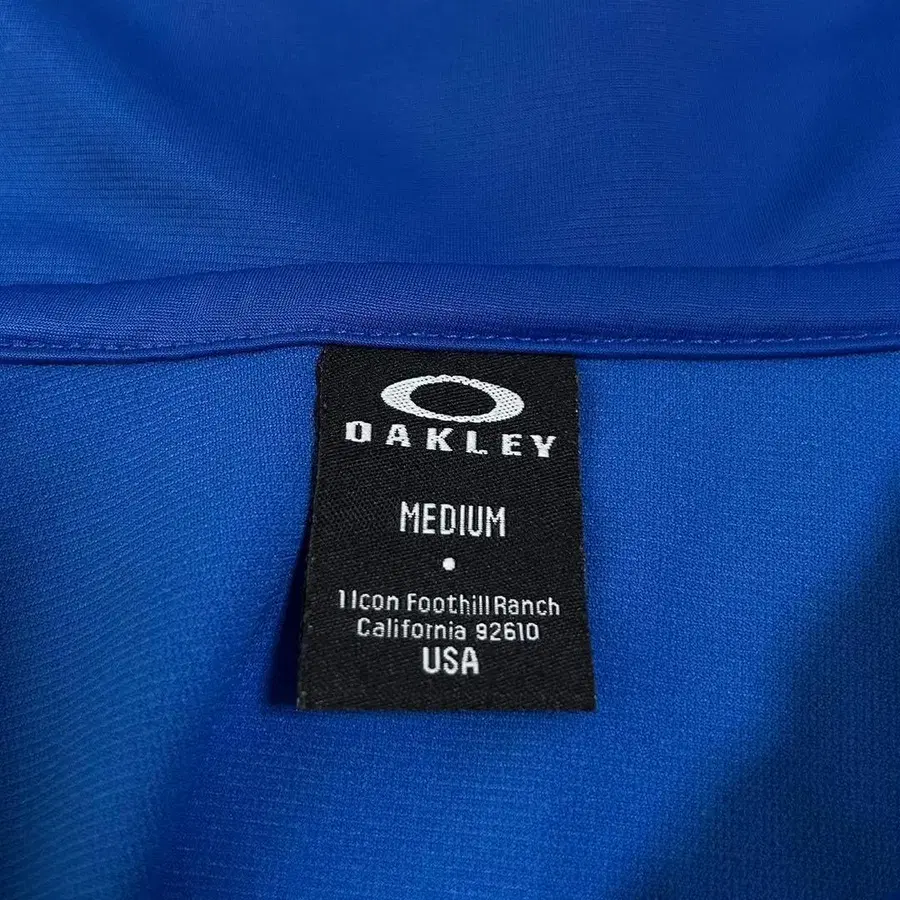 OAKLEY
MEDIUM
1 Icon Foothill Ranch
California 92610
USA